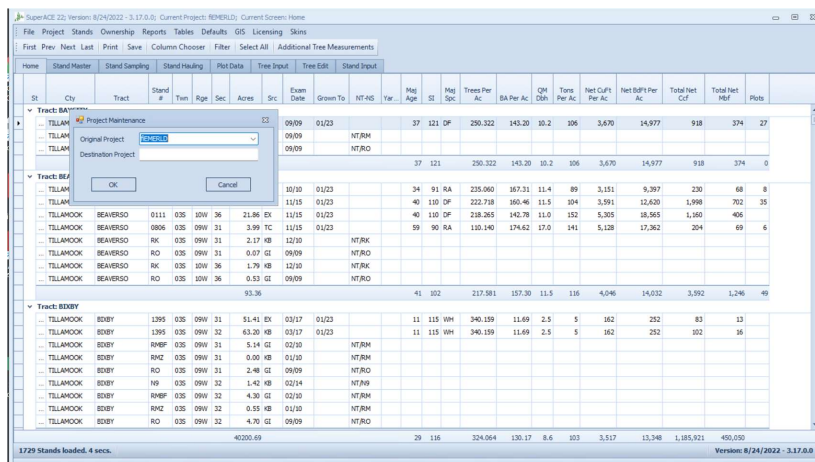 SuperACE 22; Version: 8/24/2022 - 3.17.0.0; Current Project: fIEMERLD; Current Screen: Home
File Project Stands Ownership Reports Tables Defaults GIS Licensing Skins
First Prev Next Last Print Save Column Chooser Filter Select All Additional Tree Measurements
Home Stand Master Stand Sampling Stand Hauling Plot Data Tree Input Tree Edit Stand Input
St Cty Tract Stand # Twn Rge Sec Acres Src Exam Date Grown To NT-NS Yar... Maj Age SI Maj Spc Trees Per Ac BA Per Ac QM Dbh Tons Per Ac Net CuFt Per Ac Net BdFt Per Ac Total Net Ccf Total Net Mbf Plots
Tract:
... TILLAM 09/09 01/23 37 121 DF 250.322 143.20 10.2 106 3,670 14,977 918 374 27
... TILLAM 09/09 NT/RM
... TILLAM 09/09 NT/RO
37 121 250.322 143.20 10.2 106 3,670 14,977 918 374 0
Project Maintenance
Original Project fIEMERLD
Destination Project
OK Cancel
Tract: BEA
... TILLAM 10/10 01/23 34 91 RA 235.060 167.31 11.4 89 3,151 9,397 230 68 8
... TILLAM 11/15 01/23 40 110 DF 222.718 160.46 11.5 104 3,591 12,620 1,998 702 35
... TILLAMOOK BEAVERSO 0111 03S 10W 36 21.86 EX 11/15 01/23 40 110 DF 218.265 142.78 11.0 152 5,305 18,565 1,160 406
... TILLAMOOK BEAVERSO 0806 03S 09W 31 3.99 TC 11/15 01/23 59 90 RA 110.140 174.62 17.0 141 5,128 17,362 204 69 6
... TILLAMOOK BEAVERSO RK 03S 09W 31 2.17 KB 12/10 NT/RK
... TILLAMOOK BEAVERSO RO 03S 09W 31 0.07 GI 09/09 NT/RO
... TILLAMOOK BEAVERSO RK 03S 10W 36 1.79 KB 12/10 NT/RK
... TILLAMOOK BEAVERSO RO 03S 10W 36 0.53 GI 09/09 NT/RO
93.36 41 102 217.581 157.30 11.5 116 4,046 14,032 3,592 1,246 49
Tract: BIXBY
... TILLAMOOK BIXBY 1395 03S 09W 31 51.41 EX 03/17 01/23 11 115 WH 340.159 11.69 2.5 5 162 252 83 13
... TILLAMOOK BIXBY 1395 03S 09W 32 63.20 KB 03/17 01/23 11 115 WH 340.159 11.69 2.5 5 162 252 102 16
... TILLAMOOK BIXBY RMBF 03S 09W 31 5.14 GI 02/10 NT/RM
... TILLAMOOK BIXBY RMZ 03S 09W 31 0.00 KB 01/10 NT/RM
... TILLAMOOK BIXBY RO 03S 09W 31 2.48 GI 09/09 NT/RO
... TILLAMOOK BIXBY N9 03S 09W 32 1.42 KB 02/14 NT/N9
... TILLAMOOK BIXBY RMBF 03S 09W 32 4.30 GI 02/10 NT/RM
... TILLAMOOK BIXBY RMZ 03S 09W 32 0.55 KB 01/10 NT/RM
... TILLAMOOK BIXBY RO 03S 09W 32 4.70 GI 09/09 NT/RO
40200.69 29 116 324.064 130.17 8.6 103 3,517 13,348 1,185,921 450,050
1729 Stands loaded. 4 secs. Version: 8/24/2022 - 3.17.0.0